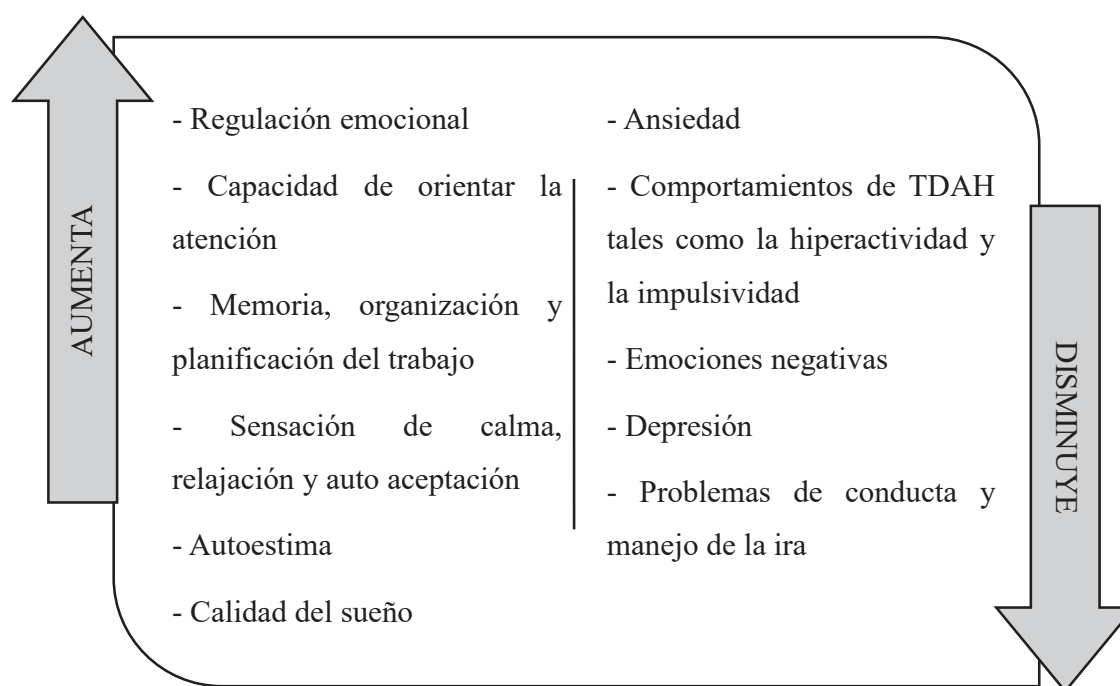 AUMENTA
- Regulación emocional
- Capacidad de orientar la
atención
- Memoria, organización y
planificación del trabajo
- Sensación de calma,
relajación y auto aceptación
- Autoestima
- Calidad del sueño
- Ansiedad
- Comportamientos de TDAH
tales como la hiperactividad y
la impulsividad
- Emociones negativas
- Depresión
- Problemas de conducta y
manejo de la ira
DISMINUYE